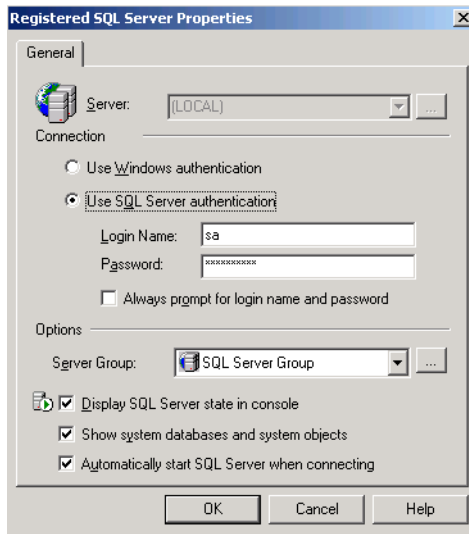 Registered SQL Server Properties
General
Server: (LOCAL) ...
Connection
Use Windows authentication
Use SQL Server authentication
Login Name: sa
Password: **********
Always prompt for login name and password
Options
Server Group: SQL Server Group ...
Display SQL Server state in console
Show system databases and system objects
Automatically start SQL Server when connecting
OK Cancel Help